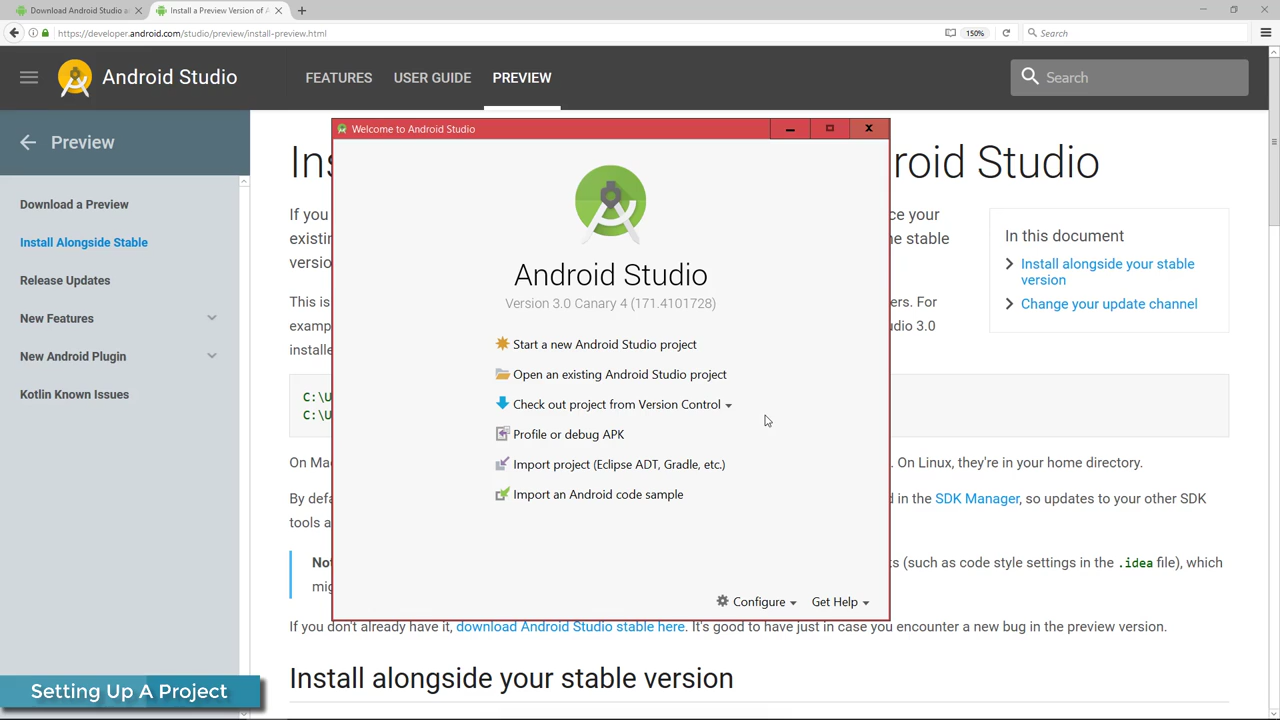 Download Android Studio a
Install a Preview Version of A
https://developer.android.com/studio/preview/install-preview.html
150%
Search
Android Studio
FEATURES
USER GUIDE
PREVIEW
Search
Preview
Download a Preview
Install Alongside Stable
Release Updates
New Features
New Android Plugin
Kotlin Known Issues
roid Studio
If you
ce your
existin
ne stable
versio
This is
ers. For
examp
udio 3.0
install
C:\U
C:\U
On Ma
. On Linux, they're in your home directory.
By defa
d in the SDK Manager, so updates to your other SDK
tools a
Not
s (such as code style settings in the .idea file), which
mig
If you don't already have it, download Android Studio stable here. It's good to have just in case you encounter a new bug in the preview version.
Install alongside your stable version
In this document
Install alongside your stable
version
Change your update channel
Welcome to Android Studio
Android Studio
Version 3.0 Canary 4 (171.4101728)
Start a new Android Studio project
Open an existing Android Studio project
Check out project from Version Control
Profile or debug APK
Import project (Eclipse ADT, Gradle, etc.)
Import an Android code sample
Configure
Get Help
Setting Up A Project